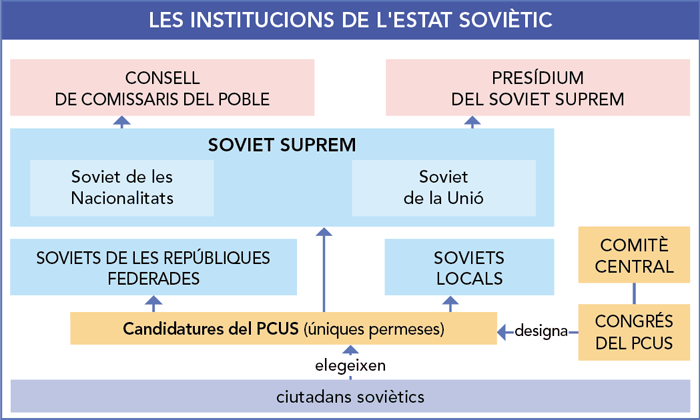 LES INSTITUCIONS DE L'ESTAT SOVIÈTIC
CONSELL
DE COMISSARIS DEL POBLE
PRESÍDIUM
DEL SOVIET SUPREM
SOVIET SUPREM
Soviet de les
Nacionalitats
Soviet
de la Unió
SOVIETS DE LES REPÚBLIQUES
FEDERADES
SOVIETS
LOCALS
COMITÈ
CENTRAL
Candidatures del PCUS (úniques permeses)
designa
CONGRÉS
DEL PCUS
elegeixen
ciutadans soviètics